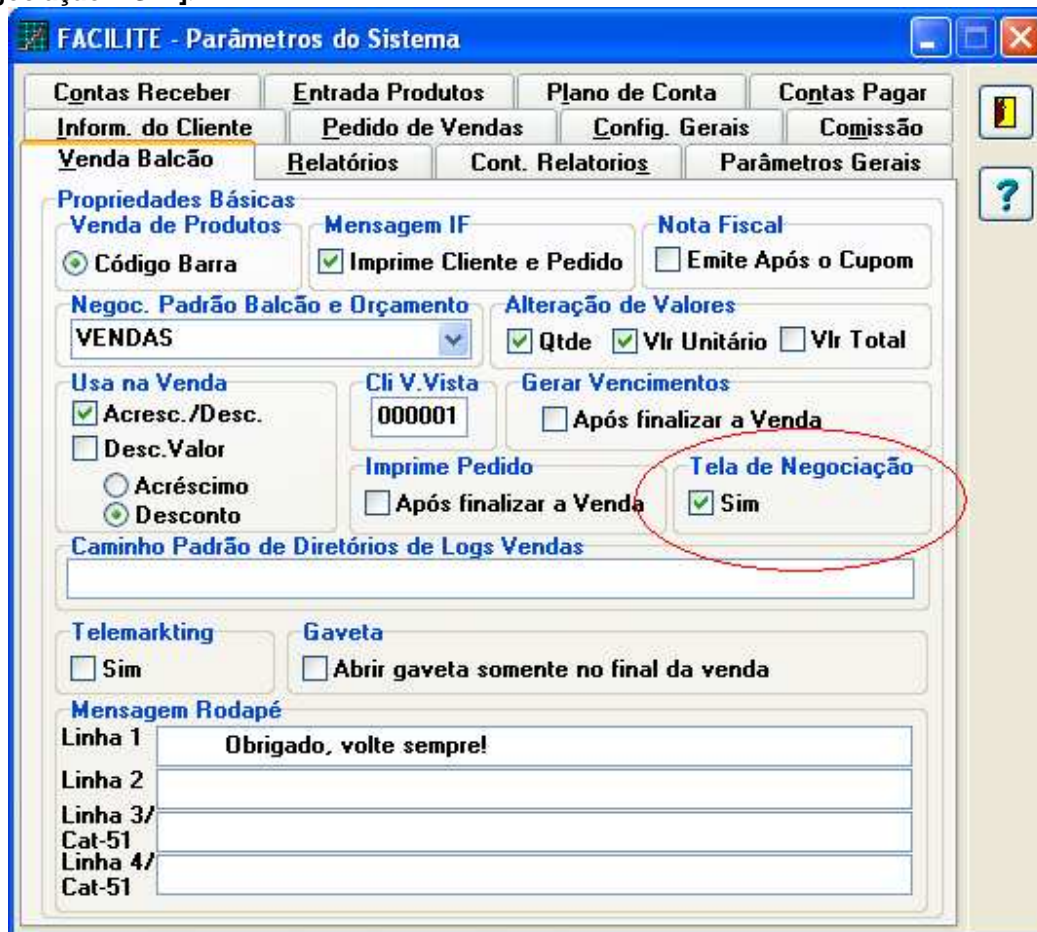 FACILITE - Parâmetros do Sistema
Contas Receber Entrada Produtos Plano de Conta Contas Pagar
Inform. do Cliente Pedido de Vendas Config. Gerais Comissão
Venda Balcão Relatórios Cont. Relatorios Parâmetros Gerais
Propriedades Básicas
Venda de Produtos Mensagem IF Nota Fiscal
Código Barra Imprime Cliente e Pedido Emite Após o Cupom
Negoc. Padrão Balcão e Orçamento Alteração de Valores
VENDAS Qtde Vlr Unitário Vlr Total
Usa na Venda Cli V.Vista Gerar Vencimentos
Acresc./Desc. 000001 Após finalizar a Venda
Desc.Valor
Imprime Pedido Tela de Negociação
Acréscimo
Após finalizar a Venda Sim
Desconto
Caminho Padrão de Diretórios de Logs Vendas
Telemarkting Gaveta
Sim Abrir gaveta somente no final da venda
Mensagem Rodapé
Linha 1 Obrigado, volte sempre!
Linha 2
Linha 3/
Cat-51
Linha 4/
Cat-51